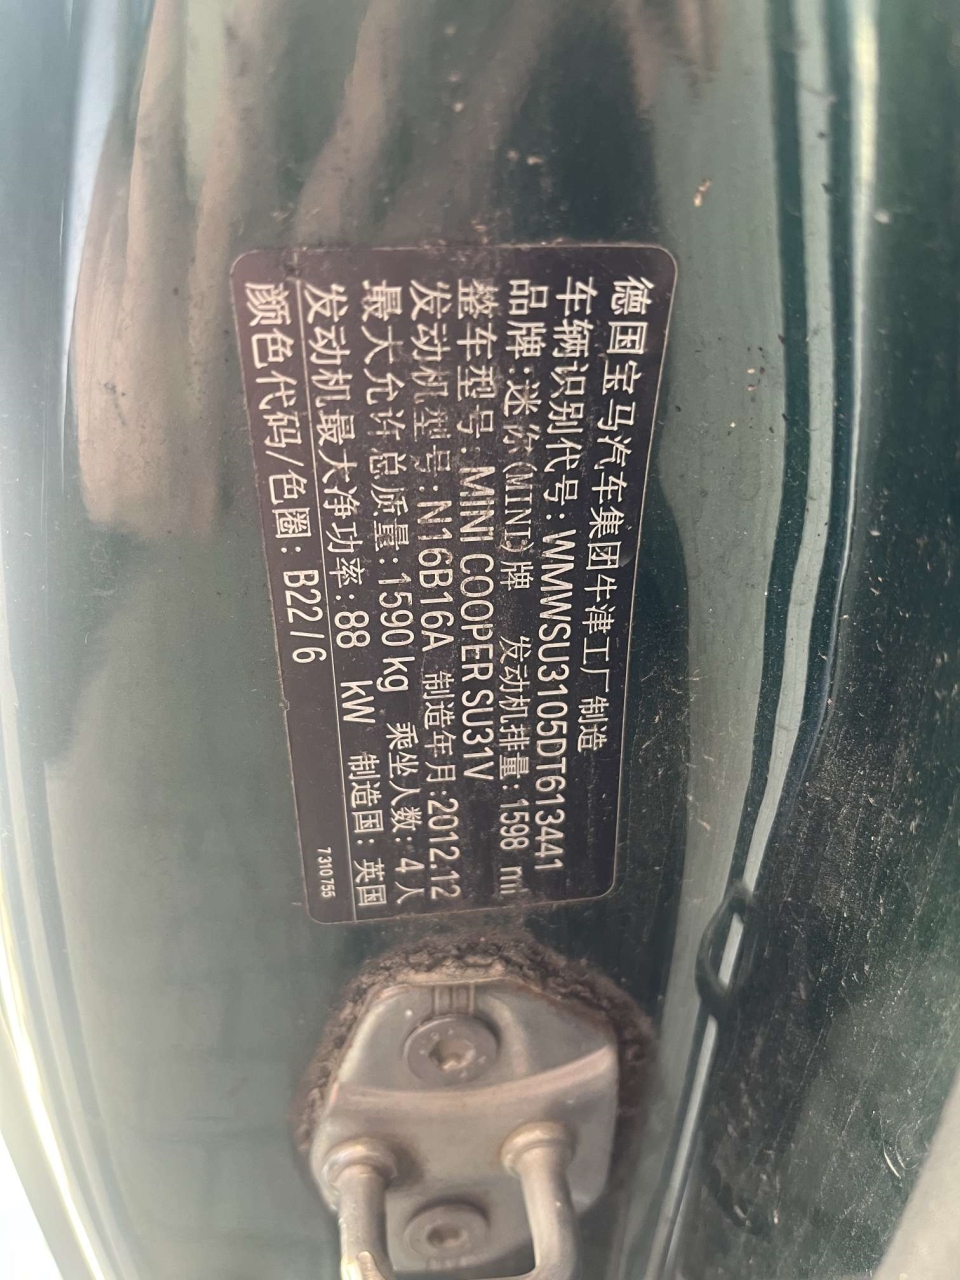 德国宝马汽车集团牛津工厂制造
车辆识别代号:WMWSU3105DT613441
品牌:迷你(MINI)牌 发动机排量:1598 ml
整车型号:MINI COOPER SU31V
发动机型号:N16B16A 制造年月:2012.12
最大允许总质量:1590 kg 乘坐人数:4人
发动机最大净功率:88 kW 制造国:英国
颜色代码/色圈:B22/6
7310755